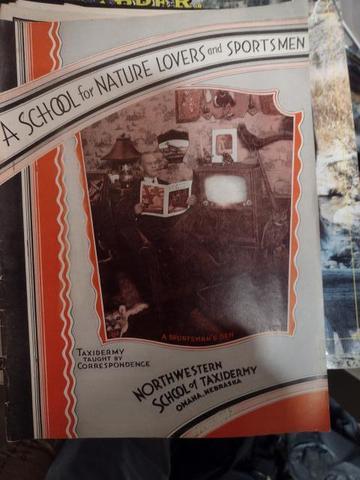 A SCHOOL for NATURE LOVERS and SPORTSMEN
A SPORTSMAN'S DEN
TAXIDERMY
TAUGHT BY
CORRESPONDENCE
NORTHWESTERN
SCHOOL of TAXIDERMY
OMAHA, NEBRASKA